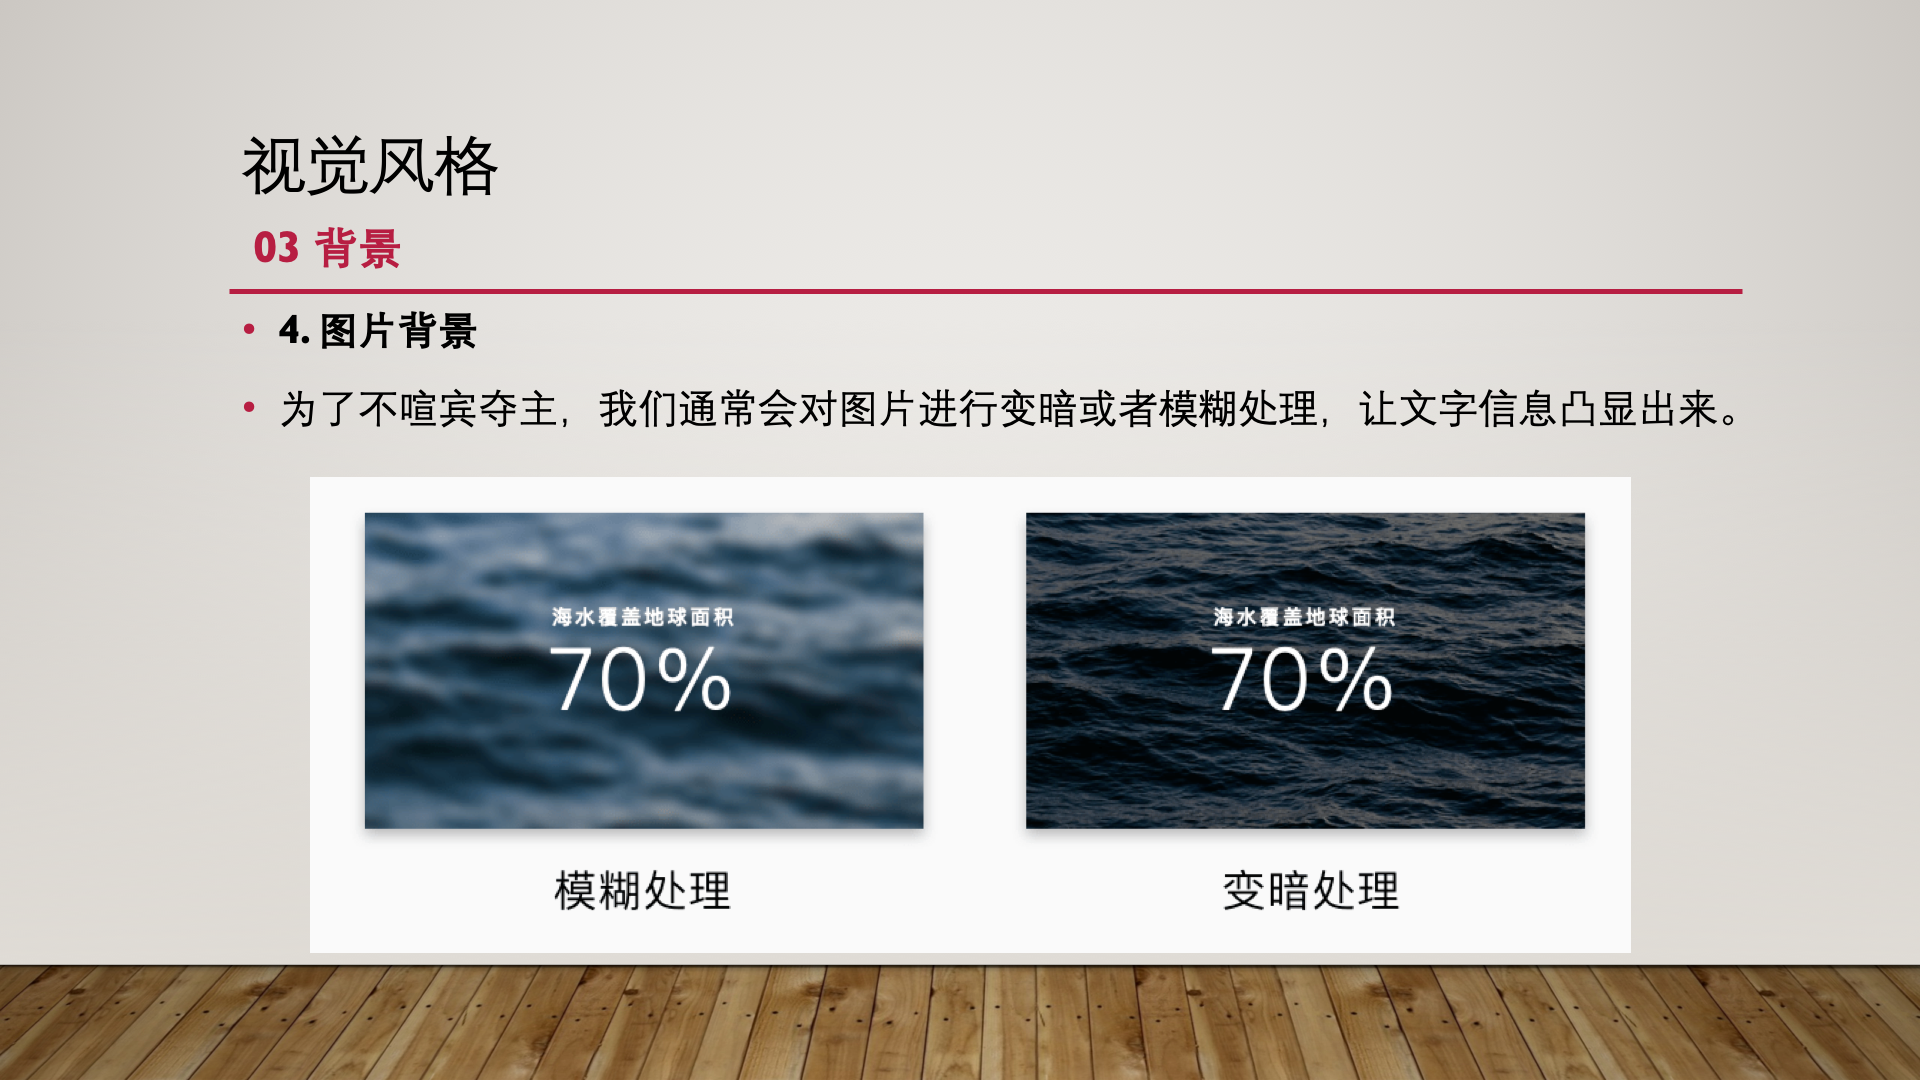 视觉风格
03 背景
• 4. 图片背景
• 为了不喧宾夺主，我们通常会对图片进行变暗或者模糊处理，让文字信息凸显出来。
海水覆盖地球面积
70%
海水覆盖地球面积
70%
模糊处理
变暗处理